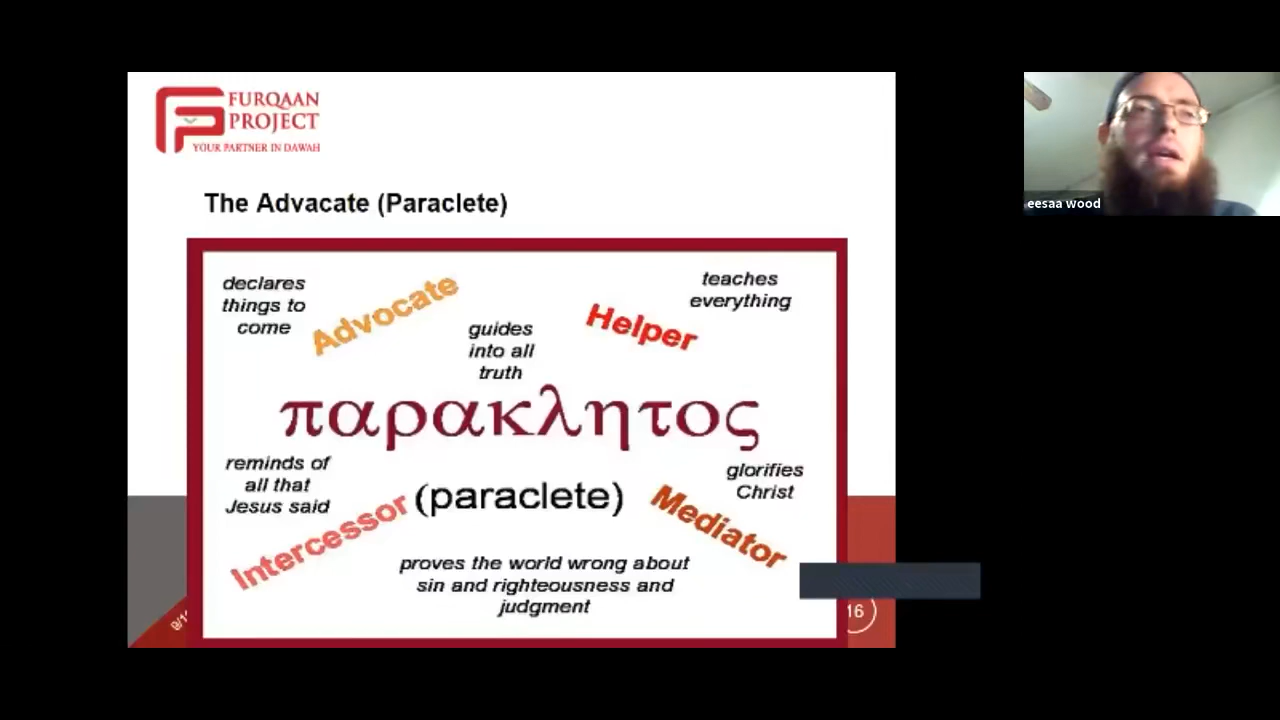 FURQAAN
PROJECT
YOUR PARTNER IN DAWAH
eesaa wood
The Advacate (Paraclete)
declares
things to
come
Advocate
guides
into all
truth
Helper
teaches
everything
παρακλητος
reminds of
all that
Jesus said
Intercessor
(paraclete)
Mediator
glorifies
Christ
proves the world wrong about
sin and righteousness and
judgment
16